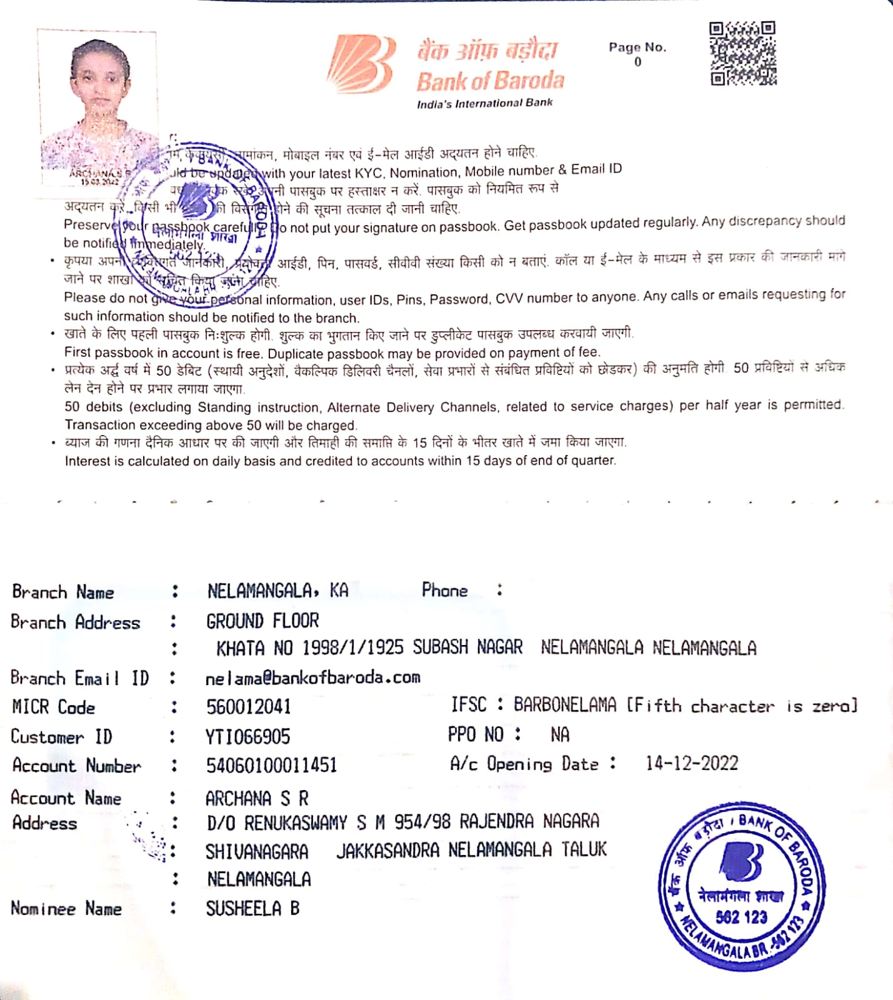 बैंक ऑफ़ बड़ौदा
Bank of Baroda
India's International Bank
Page No.
0
ARCHANA S R
19.03.2022
नामांकन, मोबाइल नंबर एवं ई-मेल आईडी अद्यतन होने चाहिए.
updated with your latest KYC, Nomination, Mobile number & Email ID
अपनी पासबुक पर हस्ताक्षर न करें. पासबुक को नियमित रूप से
अद्यतन करें. किसी भी की होने की सूचना तत्काल दी जानी चाहिए.
Preserve your passbook carefully. Do not put your signature on passbook. Get passbook updated regularly. Any discrepancy should
be notified immediately.
• कृपया अपनी व्यक्तिगत जानकारी, प्रयोक्ता आईडी, पिन, पासवर्ड, सीवीवी संख्या किसी को न बताएं. कॉल या ई-मेल के माध्यम से इस प्रकार की जानकारी मांगे
जाने पर शाखा को सूचित किया जाना चाहिए.
Please do not give your personal information, user IDs, Pins, Password, CVV number to anyone. Any calls or emails requesting for
such information should be notified to the branch.
• खाते के लिए पहली पासबुक निःशुल्क होगी. शुल्क का भुगतान किए जाने पर डुप्लीकेट पासबुक उपलब्ध करवायी जाएगी.
First passbook in account is free. Duplicate passbook may be provided on payment of fee.
• प्रत्येक अर्द्ध वर्ष में 50 डेबिट (स्थायी अनुदेशों, वैकल्पिक डिलिवरी चैनलों, सेवा प्रभारों से संबंधित प्रविष्टियों को छोडकर) की अनुमति होगी. 50 प्रविष्टियों से अधिक
लेन देन होने पर प्रभार लगाया जाएगा.
50 debits (excluding Standing instruction, Alternate Delivery Channels, related to service charges) per half year is permitted.
Transaction exceeding above 50 will be charged.
• ब्याज की गणना दैनिक आधार पर की जाएगी और तिमाही की समाप्ति के 15 दिनों के भीतर खाते में जमा किया जाएगा.
Interest is calculated on daily basis and credited to accounts within 15 days of end of quarter.
BANK OF BARODA
नेलामंगला शाखा
562 123
Branch Name : NELAMANGALA, KA Phone :
Branch Address : GROUND FLOOR
: KHATA NO 1998/1/1925 SUBASH NAGAR NELAMANGALA NELAMANGALA
Branch Email ID : nelama@bankofbaroda.com
MICR Code : 560012041 IFSC : BARB0NELAMA [Fifth character is zero]
Customer ID : YTI066905 PPO NO : NA
Account Number : 54060100011451 A/c Opening Date : 14-12-2022
Account Name : ARCHANA S R
Address : D/O RENUKASWAMY S M 954/98 RAJENDRA NAGARA
: SHIVANAGARA JAKKASANDRA NELAMANGALA TALUK
: NELAMANGALA
Nominee Name : SUSHEELA B
बैंक ऑफ बड़ौदा / BANK OF BARODA
नेलामंगला शाखा
562 123
★ NELAMANGALA BR.-562 123 ★